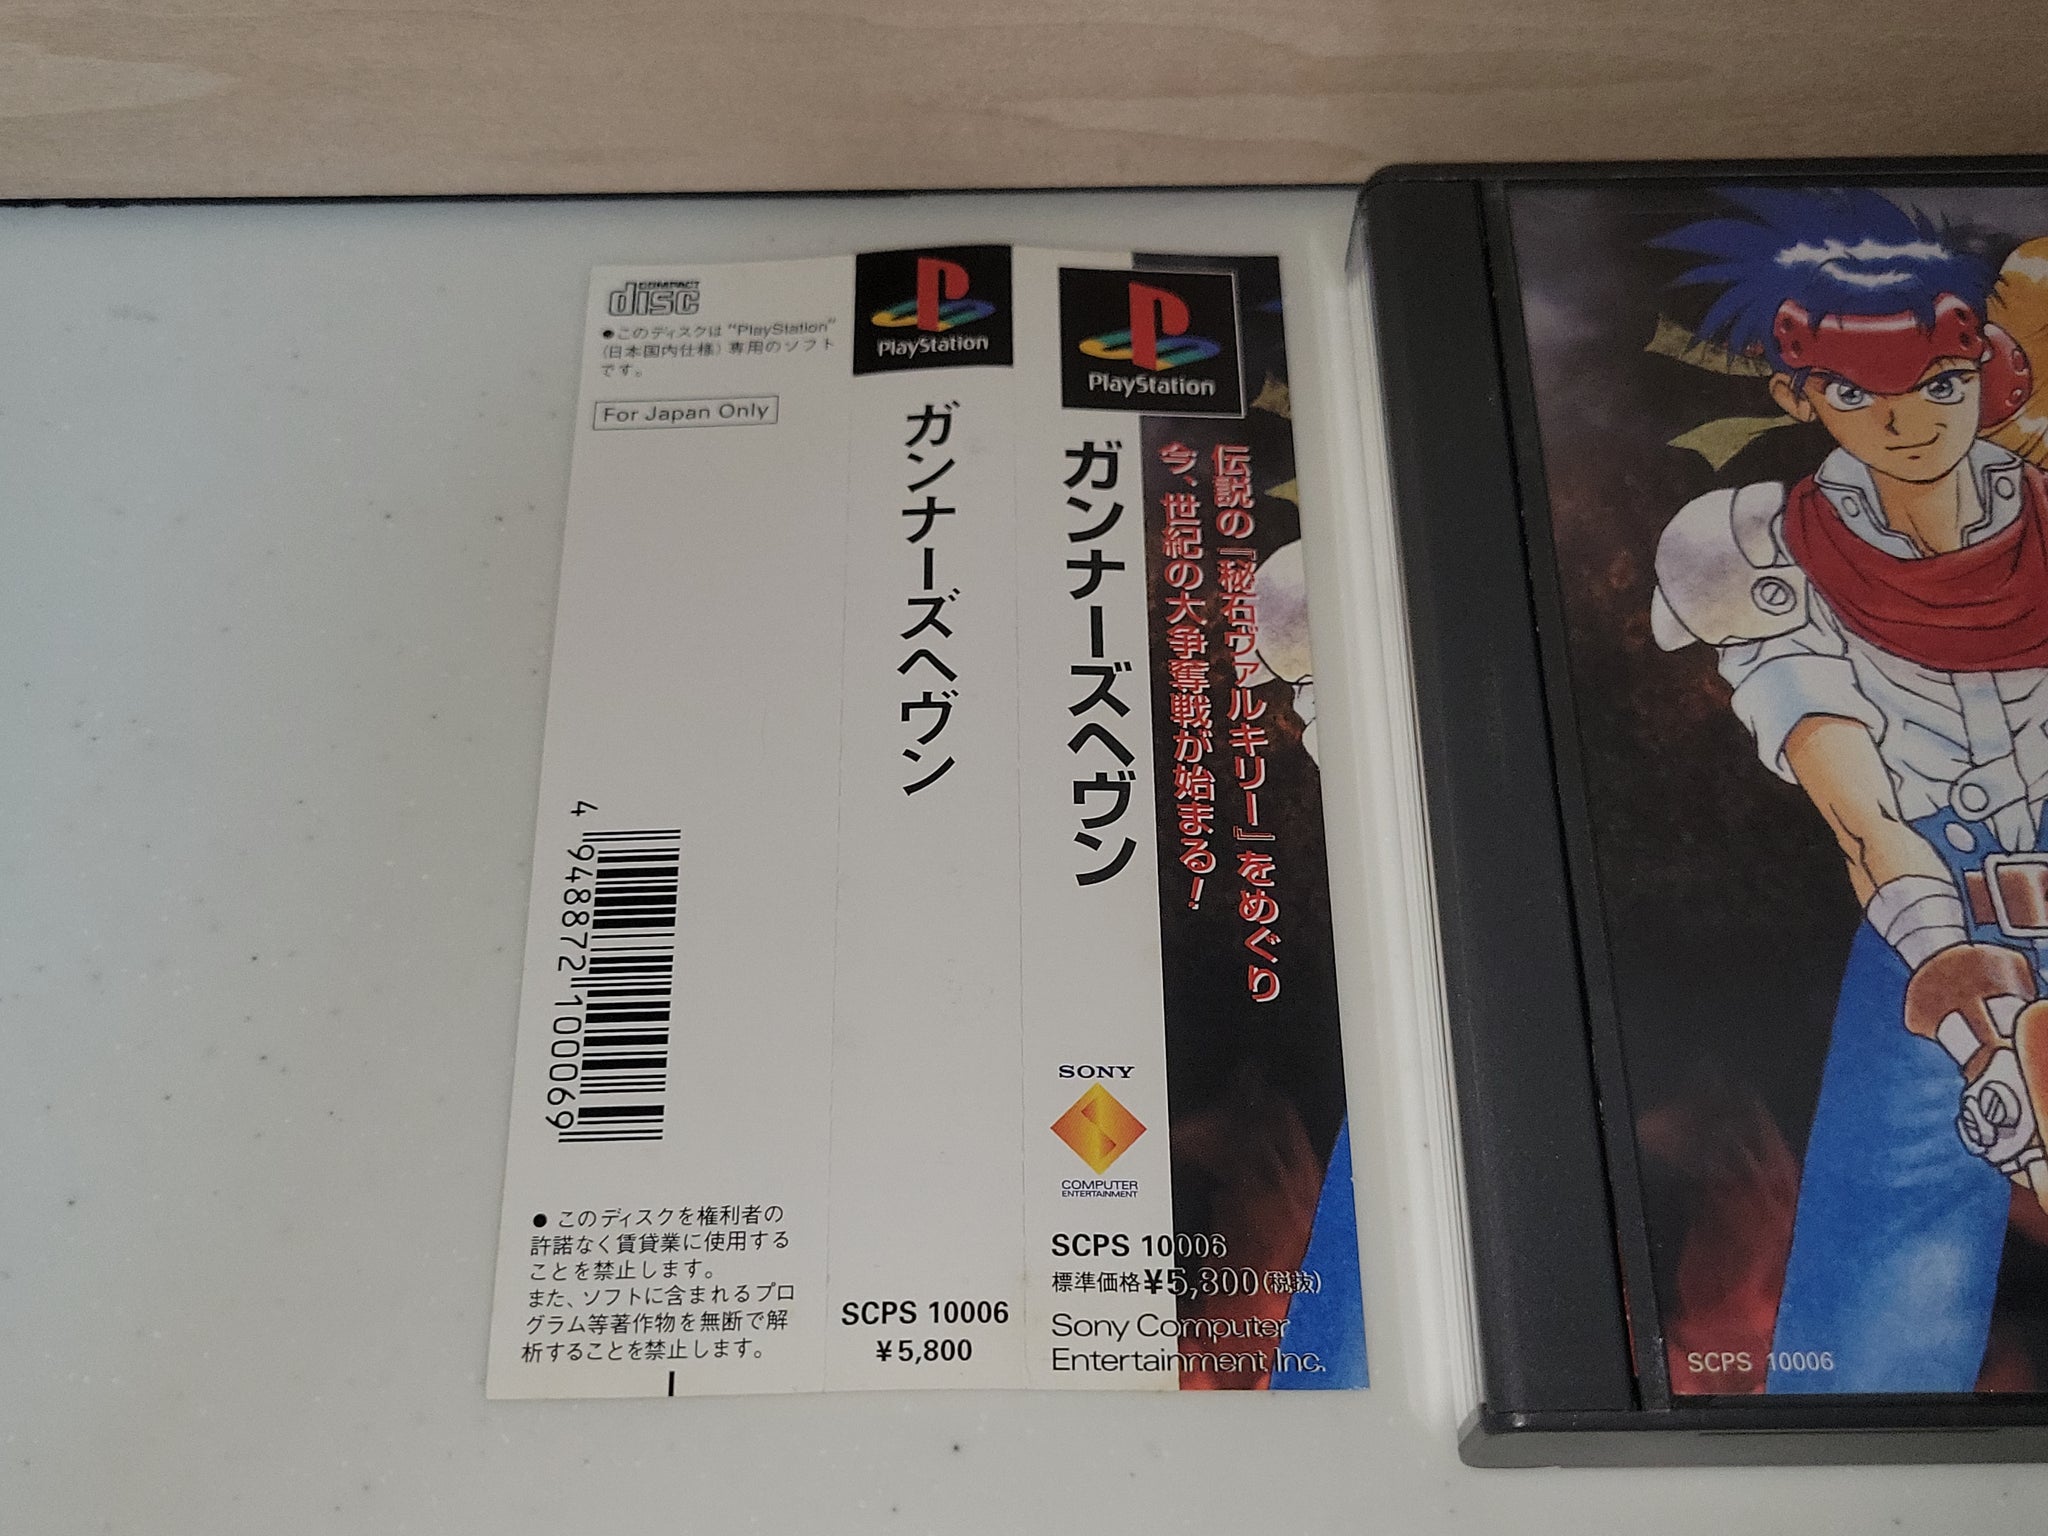 COMPACT
disc
●このディスクは"PlayStation"
(日本国内仕様)専用のソフト
です。
For Japan Only
4 948872 100069
●このディスクを権利者の
許諾なく賃貸業に使用する
ことを禁止します。
また、ソフトに含まれるプロ
グラム等著作物を無断で解
析することを禁止します。
PlayStation
ガンナーズヘヴン
SCPS 10006
¥5,800
PlayStation
ガンナーズヘヴン
伝説の『秘石ヴァルキリー』をめぐり
今、世紀の大争奪戦が始まる!
SONY
COMPUTER
ENTERTAINMENT
SCPS 10006
標準価格¥5,800(税抜)
Sony Computer
Entertainment Inc.
SCPS 10006